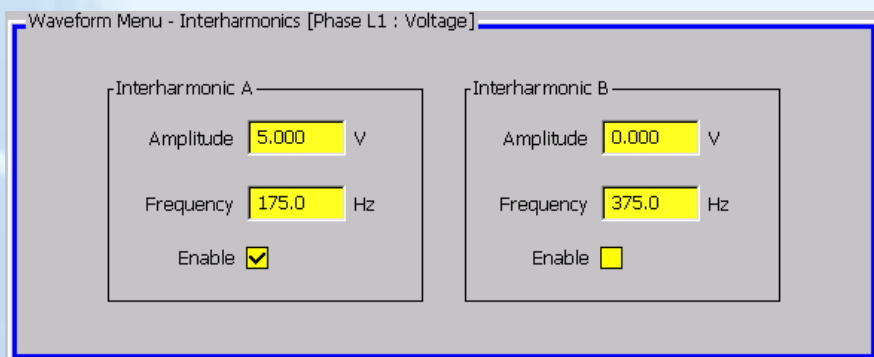 Waveform Menu - Interharmonics [Phase L1 : Voltage]
Interharmonic A
Amplitude 5.000 V
Frequency 175.0 Hz
Enable
Interharmonic B
Amplitude 0.000 V
Frequency 375.0 Hz
Enable